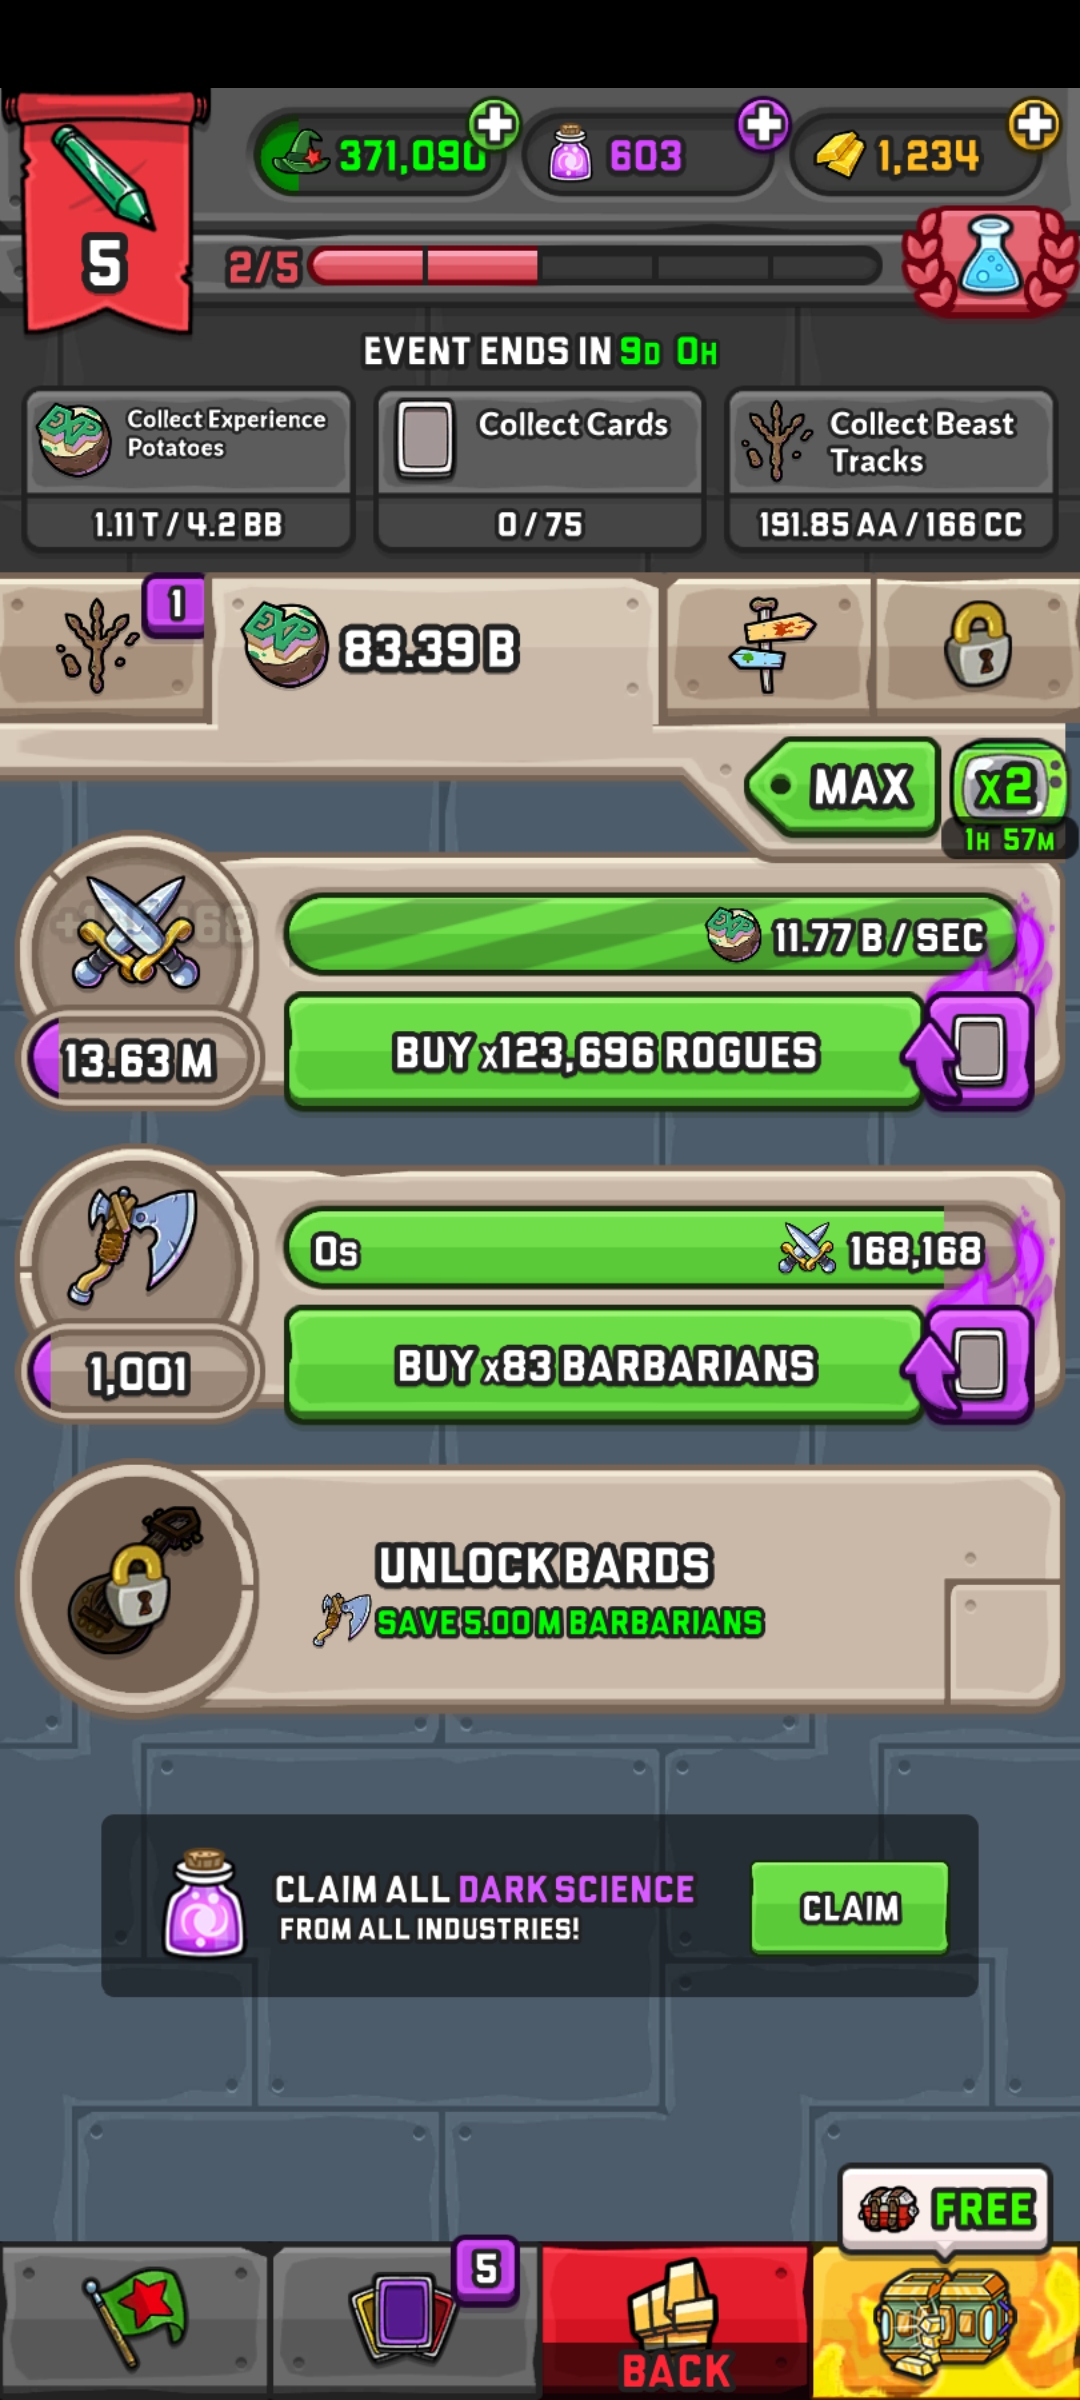 371,090
603
1,234
5
2/5
EVENT ENDS IN 9D 0H
EXP
Collect Experience
Potatoes
1.11 T / 4.2 BB
Collect Cards
0 / 75
Collect Beast
Tracks
191.85 AA / 166 CC
1
EXP
83.39 B
MAX
x2
1H 57M
EXP
11.77 B / SEC
13.63 M
BUY x123,696 ROGUES
0s
168,168
1,001
BUY x83 BARBARIANS
UNLOCK BARDS
SAVE 5.00 M BARBARIANS
CLAIM ALL DARK SCIENCE
FROM ALL INDUSTRIES!
CLAIM
FREE
5
BACK